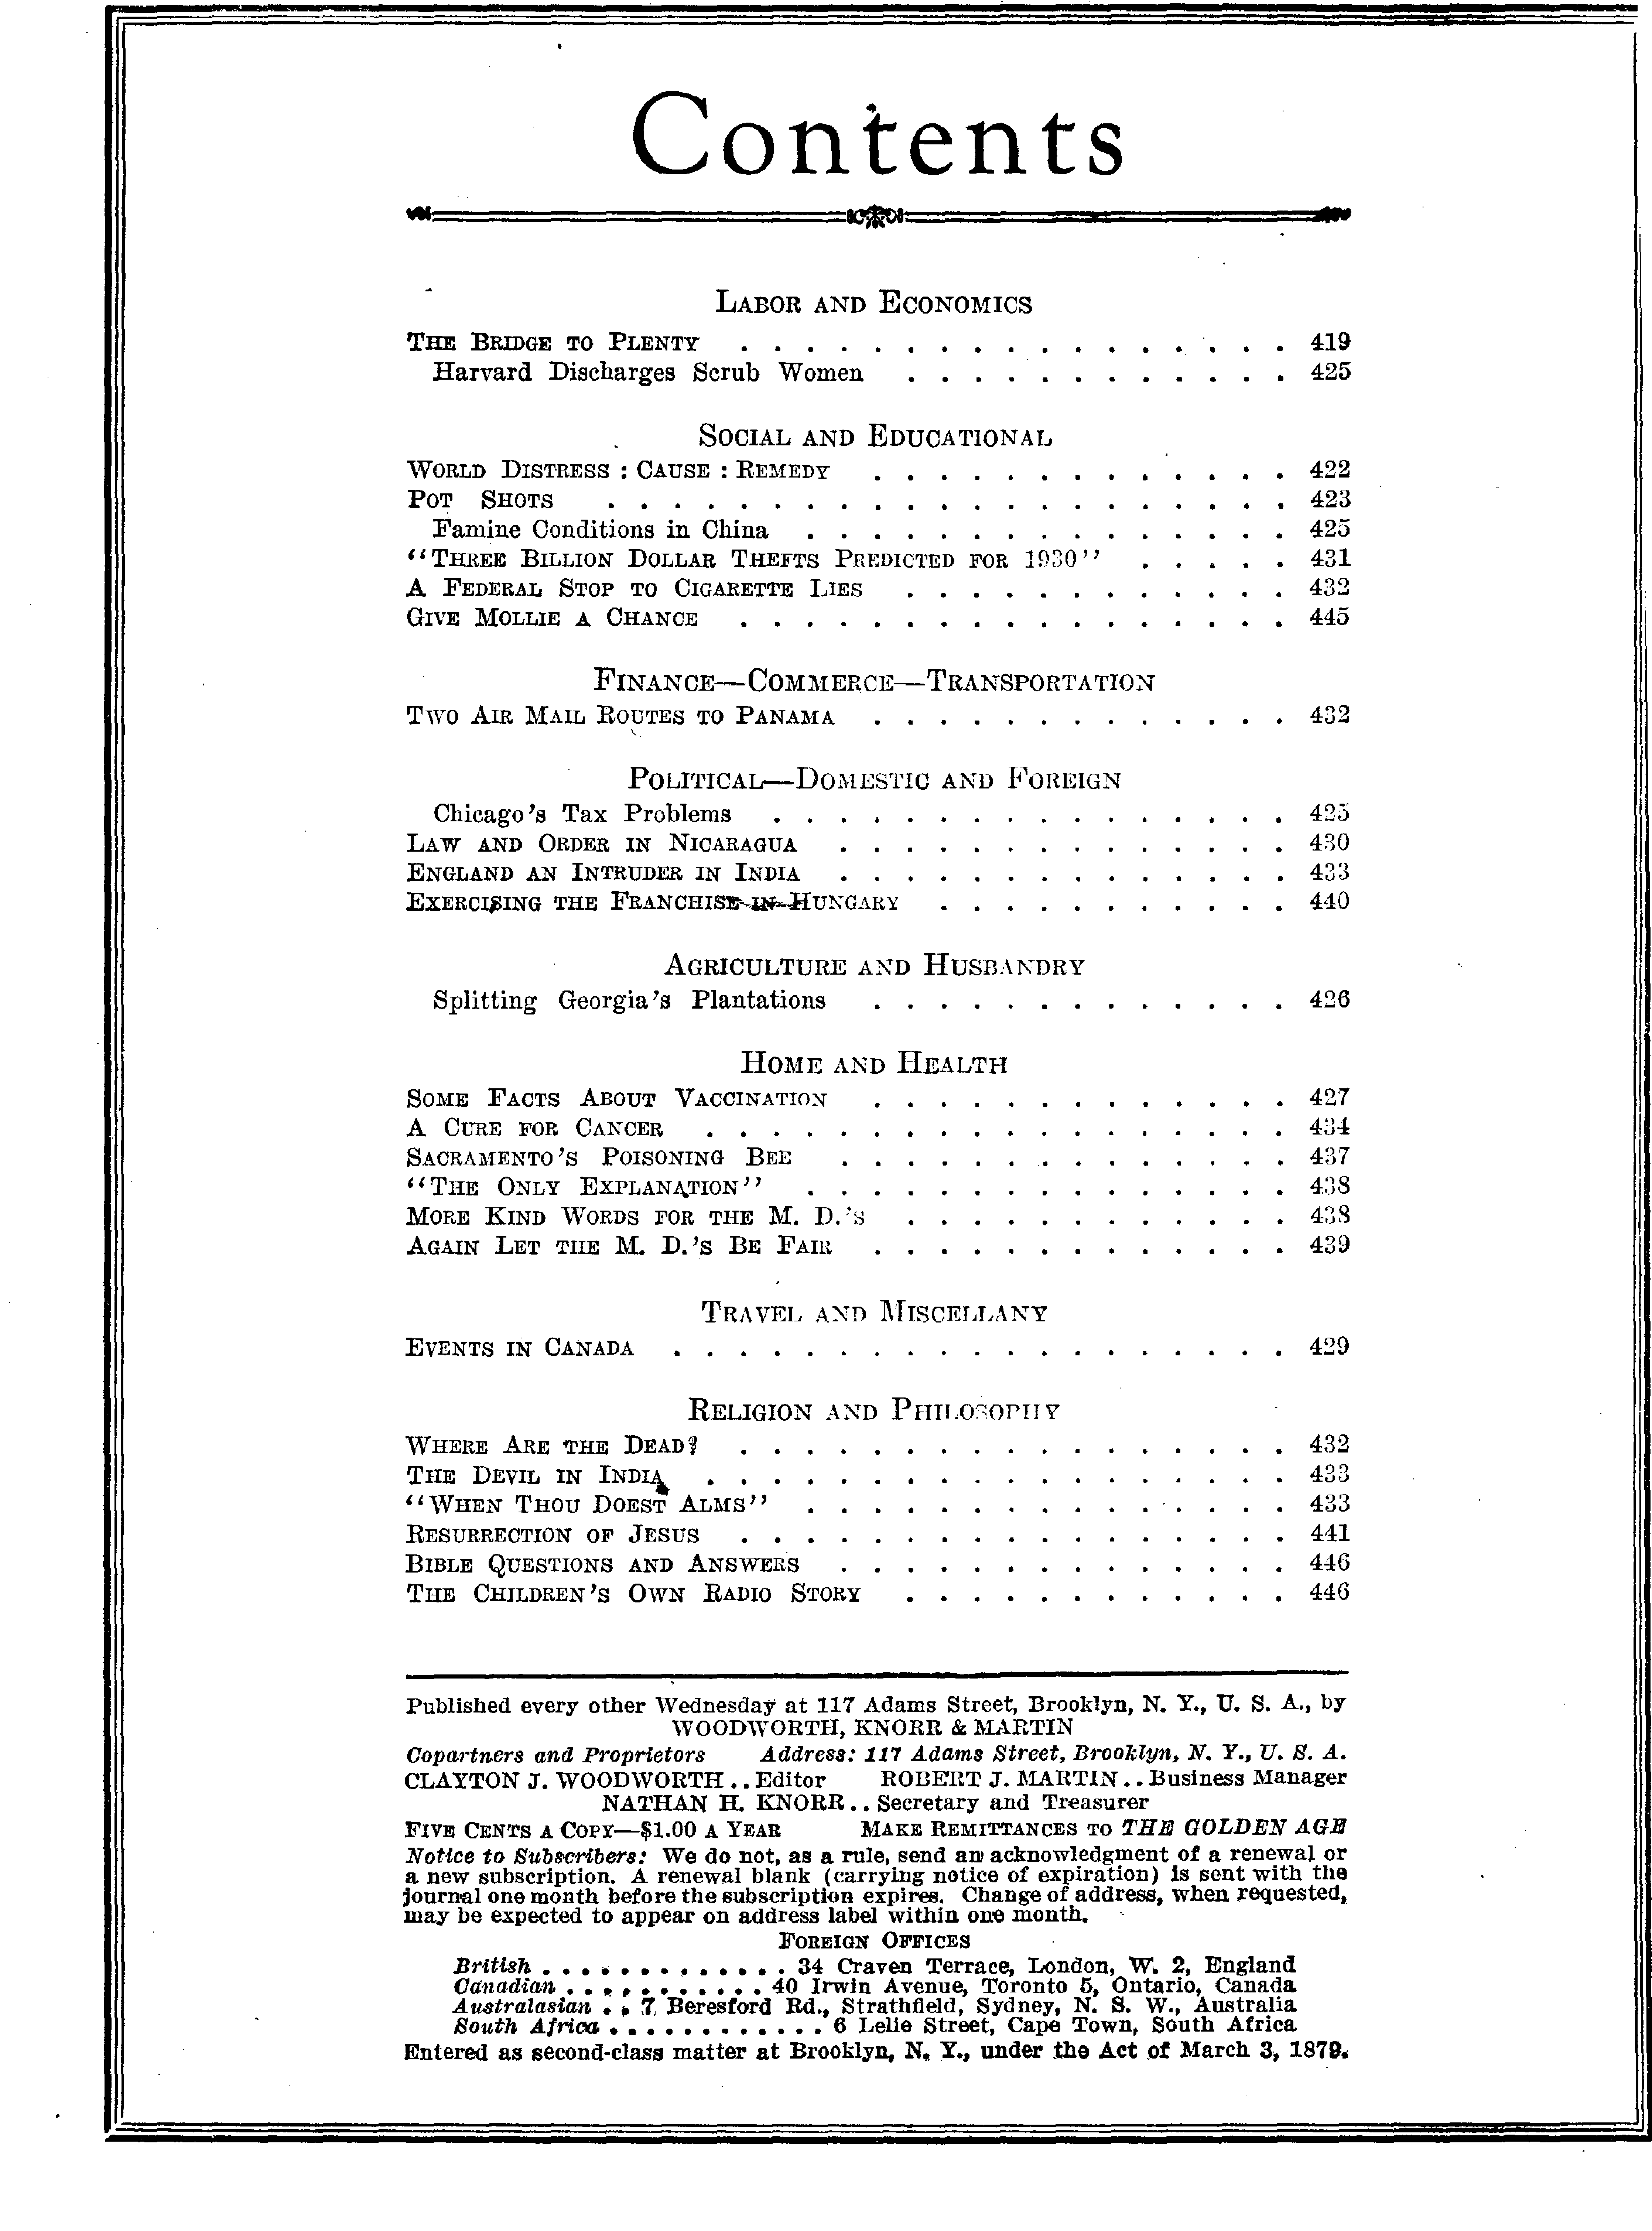 Contents
LABOR AND ECONOMICS
THE BRIDGE TO PLENTY . . . . . . . . . . . . . . . . . 419
Harvard Discharges Scrub Women . . . . . . . . . . . . 425
SOCIAL AND EDUCATIONAL
WORLD DISTRESS : CAUSE : REMEDY . . . . . . . . . . . . . 422
POT SHOTS . . . . . . . . . . . . . . . . . . . . . 423
Famine Conditions in China . . . . . . . . . . . . . . . 425
“THREE BILLION DOLLAR THEFTS PREDICTED FOR 1930” . . . . . 431
A FEDERAL STOP TO CIGARETTE LIES . . . . . . . . . . . . 432
GIVE MOLLIE A CHANCE . . . . . . . . . . . . . . . . . 445
FINANCE—COMMERCE—TRANSPORTATION
TWO AIR MAIL ROUTES TO PANAMA . . . . . . . . . . . . . 432
POLITICAL—DOMESTIC AND FOREIGN
Chicago's Tax Problems . . . . . . . . . . . . . . . . 425
LAW AND ORDER IN NICARAGUA . . . . . . . . . . . . . . 430
ENGLAND AN INTRUDER IN INDIA . . . . . . . . . . . . . . 433
EXERCISING THE FRANCHISE IN HUNGARY . . . . . . . . . . . 440
AGRICULTURE AND HUSBANDRY
Splitting Georgia's Plantations . . . . . . . . . . . . . 426
HOME AND HEALTH
SOME FACTS ABOUT VACCINATION . . . . . . . . . . . . . 427
A CURE FOR CANCER . . . . . . . . . . . . . . . . . . 434
SACRAMENTO'S POISONING BEE . . . . . . . . . . . . . . 437
“THE ONLY EXPLANATION” . . . . . . . . . . . . . . . 438
MORE KIND WORDS FOR THE M. D.'S . . . . . . . . . . . . 438
AGAIN LET THE M. D.'S BE FAIR . . . . . . . . . . . . . 439
TRAVEL AND MISCELLANY
EVENTS IN CANADA . . . . . . . . . . . . . . . . . . . 429
RELIGION AND PHILOSOPHY
WHERE ARE THE DEAD? . . . . . . . . . . . . . . . . . 432
THE DEVIL IN INDIA . . . . . . . . . . . . . . . . . . 433
“WHEN THOU DOEST ALMS” . . . . . . . . . . . . . . . 433
RESURRECTION OF JESUS . . . . . . . . . . . . . . . . . 441
BIBLE QUESTIONS AND ANSWERS . . . . . . . . . . . . . . 446
THE CHILDREN'S OWN RADIO STORY . . . . . . . . . . . . 446
Published every other Wednesday at 117 Adams Street, Brooklyn, N. Y., U. S. A., by
WOODWORTH, KNORR & MARTIN
Copartners and Proprietors Address: 117 Adams Street, Brooklyn, N. Y., U. S. A.
CLAYTON J. WOODWORTH . . Editor ROBERT J. MARTIN . . Business Manager
NATHAN H. KNORR . . Secretary and Treasurer
FIVE CENTS A COPY—$1.00 A YEAR MAKE REMITTANCES TO THE GOLDEN AGE
Notice to Subscribers: We do not, as a rule, send an acknowledgment of a renewal or
a new subscription. A renewal blank (carrying notice of expiration) is sent with the
journal one month before the subscription expires. Change of address, when requested,
may be expected to appear on address label within one month.
FOREIGN OFFICES
British . . . . . . . . . . . . . 34 Craven Terrace, London, W. 2, England
Canadian . . . . . . . . . . . 40 Irwin Avenue, Toronto 5, Ontario, Canada
Australasian . . 7 Beresford Rd., Strathfield, Sydney, N. S. W., Australia
South Africa . . . . . . . . . . . . 6 Lelie Street, Cape Town, South Africa
Entered as second-class matter at Brooklyn, N. Y., under the Act of March 3, 1879.